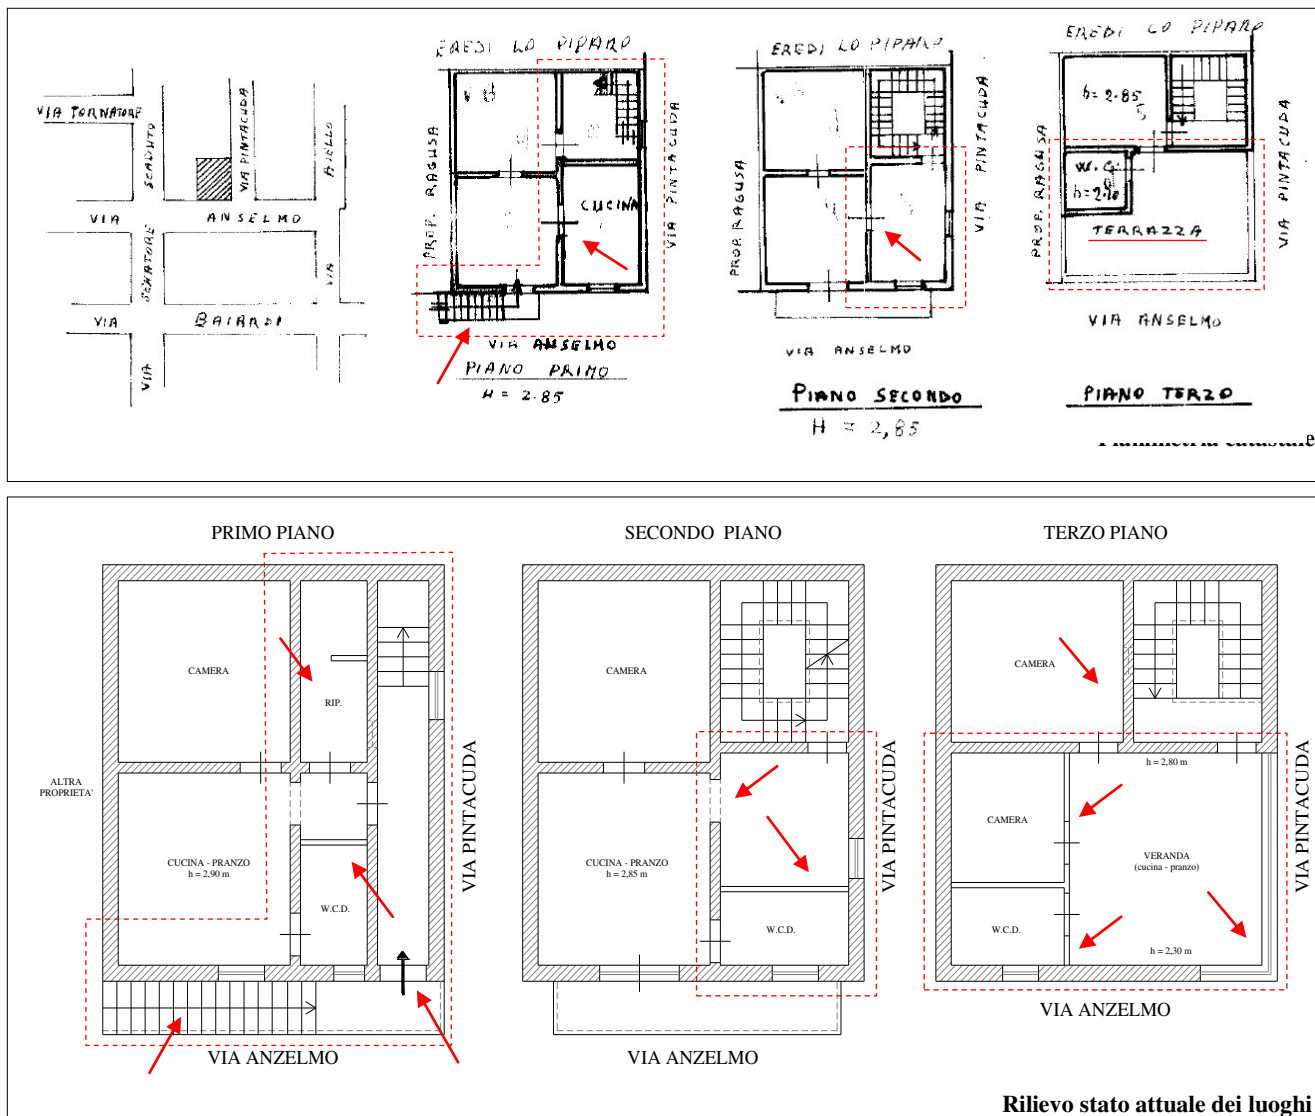 EREDI LO PIPARO
EREDI LO PIPARO
EREDI LO PIPARO
VIA TORNATORE
SCADUTO
VIA PINTACUDA
AJELLO
VIA ANSELMO
SENATORE
VIA
VIA BAIARDI
VIA
PROP. RAGUSA
CUCINA
VIA PINTACUDA
VIA ANSELMO
PIANO PRIMO
H = 2.85
PROP. RAGUSA
VIA PINTACUDA
VIA ANSELMO
PIANO SECONDO
H = 2,85
PROP. RAGUSA
h = 2.85
W.C.
TERRAZZA
VIA PINTACUDA
VIA ANSELMO
PIANO TERZO
Planimetria catastale
PRIMO PIANO
SECONDO PIANO
TERZO PIANO
CAMERA
RIP.
ALTRA
PROPRIETA'
CUCINA - PRANZO
h = 2,90 m
W.C.D.
VIA PINTACUDA
VIA ANZELMO
CAMERA
CUCINA - PRANZO
h = 2,85 m
W.C.D.
VIA PINTACUDA
VIA ANZELMO
CAMERA
h = 2,80 m
CAMERA
VERANDA
(cucina - pranzo)
W.C.D.
h = 2,30 m
VIA PINTACUDA
VIA ANZELMO
Rilievo stato attuale dei luoghi